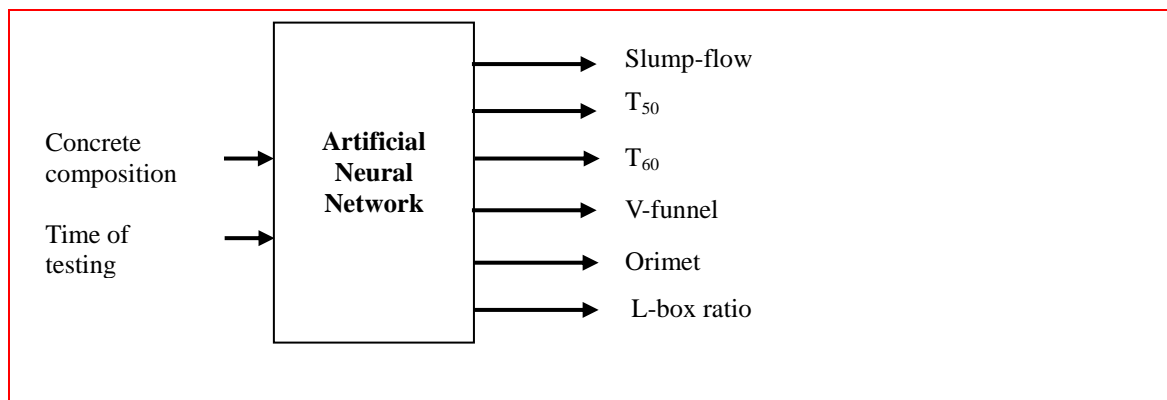 Concrete
composition
Time of
testing
Artificial
Neural
Network
Slump-flow
T50
T60
V-funnel
Orimet
L-box ratio